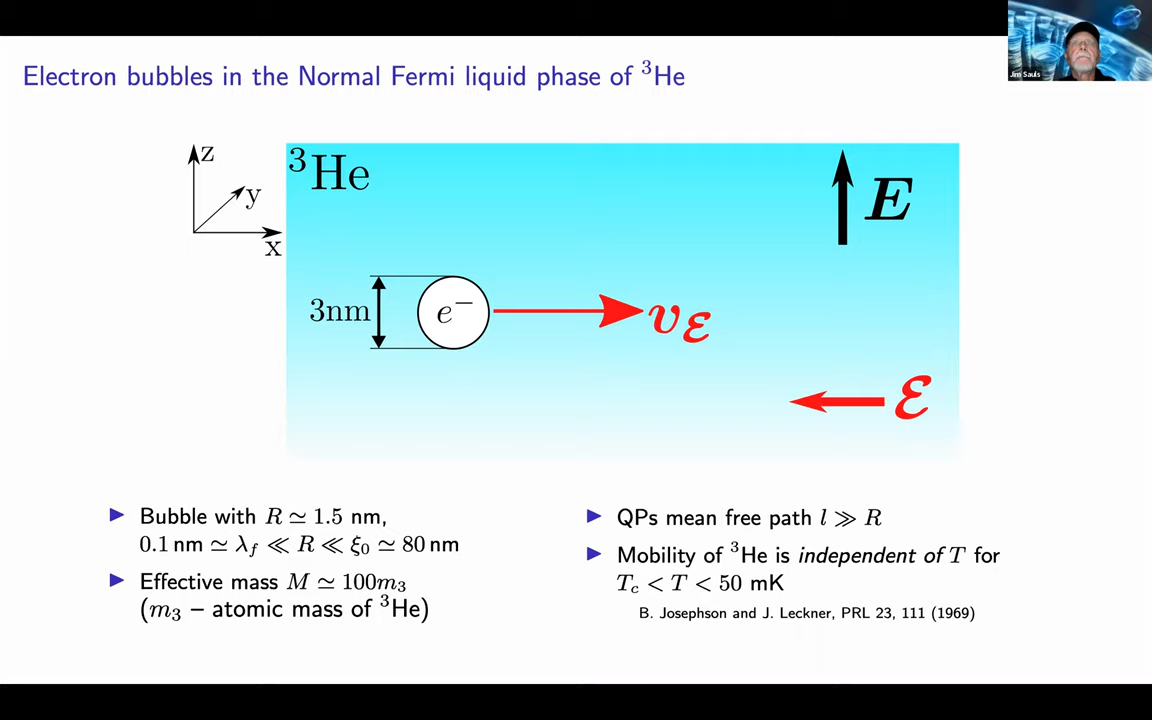 Electron bubbles in the Normal Fermi liquid phase of ³He
Jim Sauls
z
y
x
³He
E
3nm
e⁻
v_ℰ
ℰ
▶ Bubble with R ≃ 1.5 nm,
0.1 nm ≃ λ_f ≪ R ≪ ξ₀ ≃ 80 nm
▶ Effective mass M ≃ 100m₃
(m₃ – atomic mass of ³He)
▶ QPs mean free path l ≫ R
▶ Mobility of ³He is independent of T for
T_c < T < 50 mK
B. Josephson and J. Leckner, PRL 23, 111 (1969)